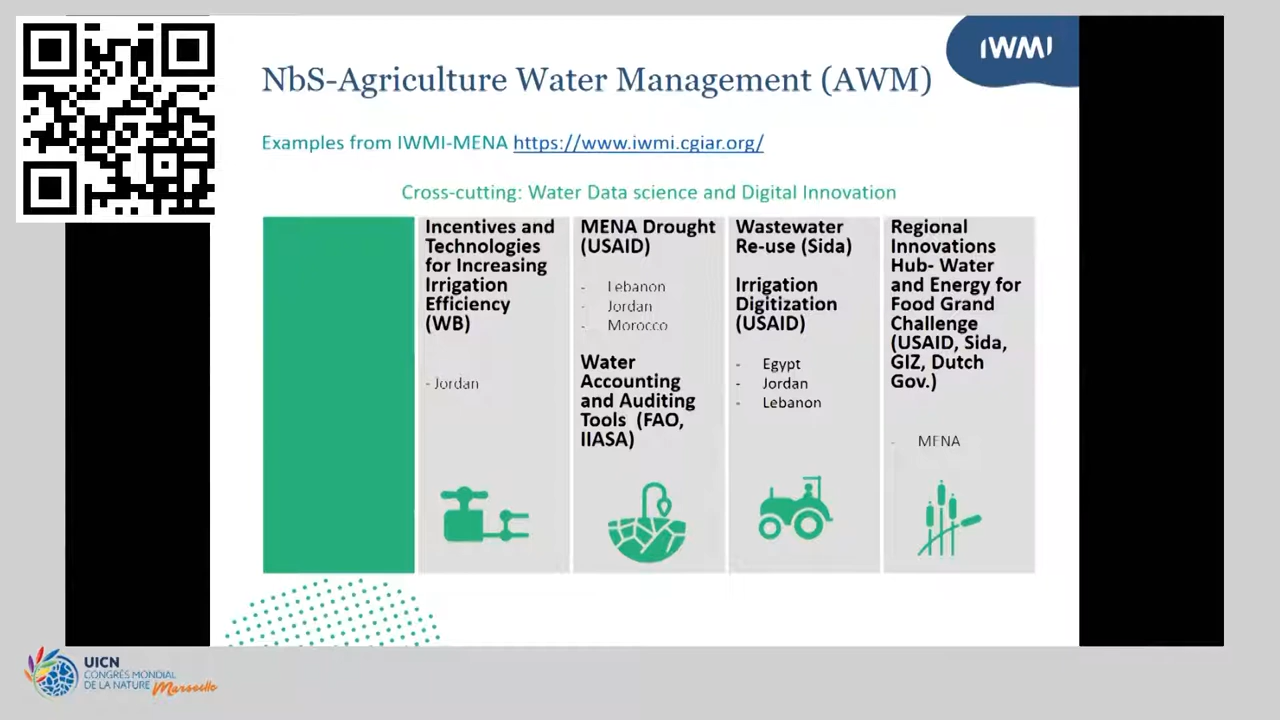 IWMI
NbS-Agriculture Water Management (AWM)
Examples from IWMI-MENA https://www.iwmi.cgiar.org/
Cross-cutting: Water Data science and Digital Innovation
Incentives and
Technologies
for Increasing
Irrigation
Efficiency
(WB)
- Jordan
MENA Drought
(USAID)
- Lebanon
- Jordan
- Morocco
Water
Accounting
and Auditing
Tools (FAO,
IIASA)
Wastewater
Re-use (Sida)
Irrigation
Digitization
(USAID)
- Egypt
- Jordan
- Lebanon
Regional
Innovations
Hub- Water
and Energy for
Food Grand
Challenge
(USAID, Sida,
GIZ, Dutch
Gov.)
- MENA
UICN
CONGRÈS MONDIAL
DE LA NATURE
Marseille